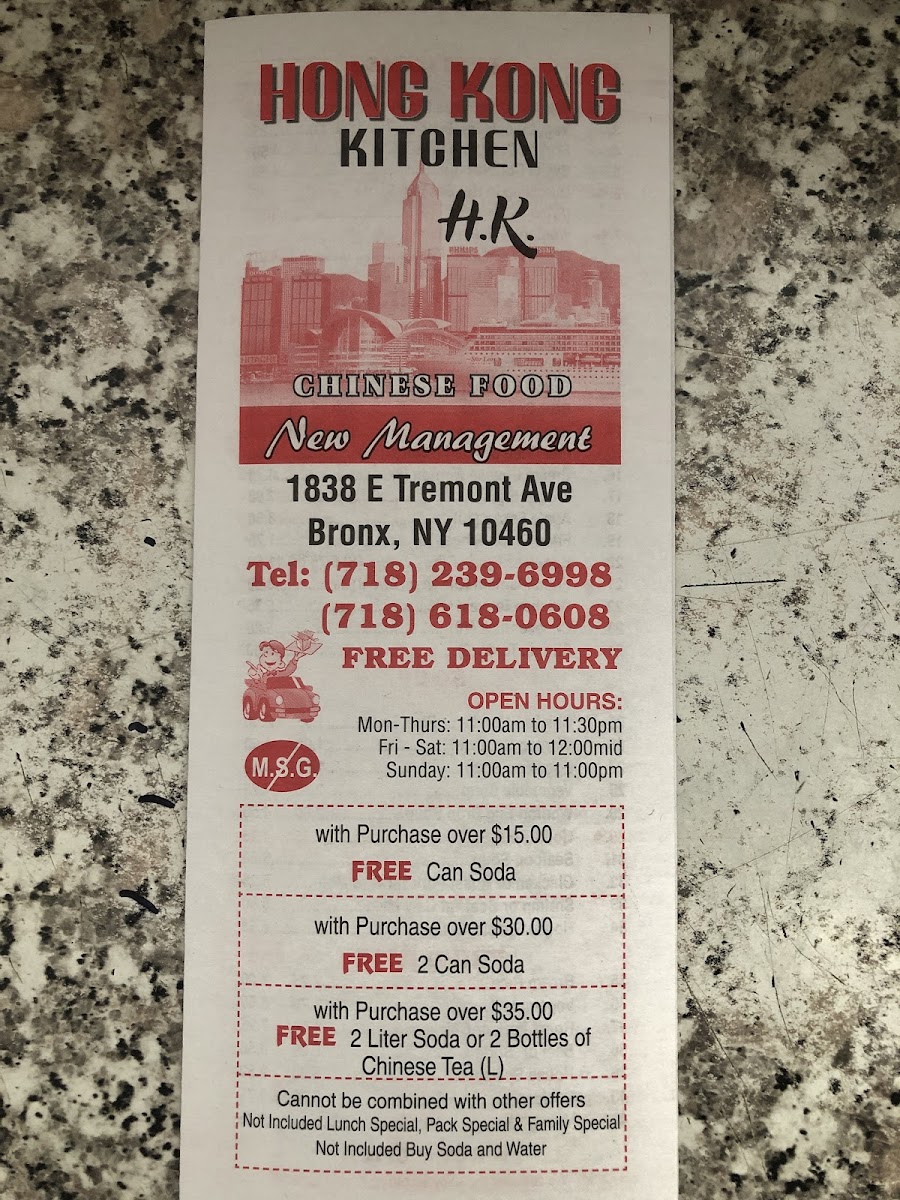 HONG KONG
KITCHEN
H.K.
CHINESE FOOD
New Management
1838 E Tremont Ave
Bronx, NY 10460
Tel: (718) 239-6998
(718) 618-0608
FREE DELIVERY
OPEN HOURS:
Mon-Thurs: 11:00am to 11:30pm
Fri - Sat: 11:00am to 12:00mid
Sunday: 11:00am to 11:00pm
M.S.G.
with Purchase over $15.00
FREE Can Soda
with Purchase over $30.00
FREE 2 Can Soda
with Purchase over $35.00
FREE 2 Liter Soda or 2 Bottles of
Chinese Tea (L)
Cannot be combined with other offers
Not Included Lunch Special, Pack Special & Family Special
Not Included Buy Soda and Water